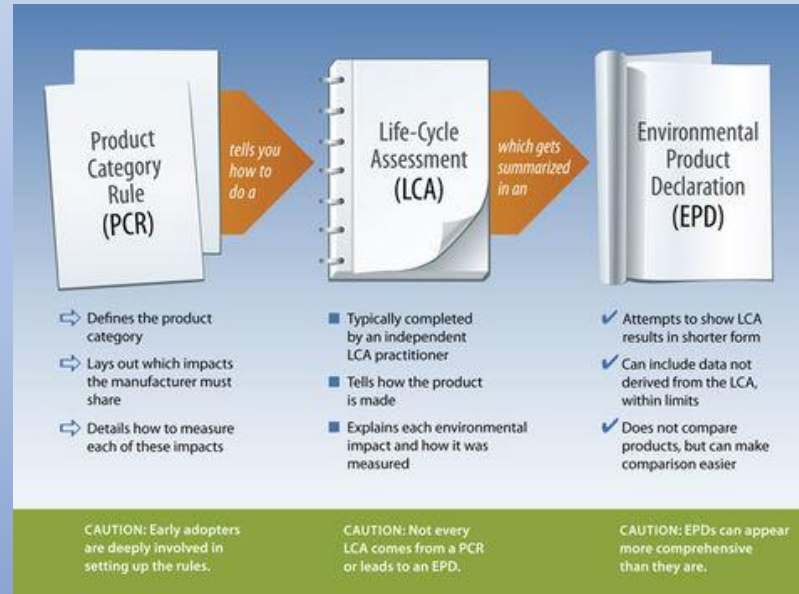 Product
Category
Rule
(PCR)
tells you
how to
do a
Life-Cycle
Assessment
(LCA)
which gets
summarized
in an
Environmental
Product
Declaration
(EPD)
Defines the product
category
Lays out which impacts
the manufacturer must
share
Details how to measure
each of these impacts
Typically completed
by an independent
LCA practitioner
Tells how the product
is made
Explains each environmental
impact and how it was
measured
Attempts to show LCA
results in shorter form
Can include data not
derived from the LCA,
within limits
Does not compare
products, but can make
comparison easier
CAUTION: Early adopters
are deeply involved in
setting up the rules.
CAUTION: Not every
LCA comes from a PCR
or leads to an EPD.
CAUTION: EPDs can appear
more comprehensive
than they are.